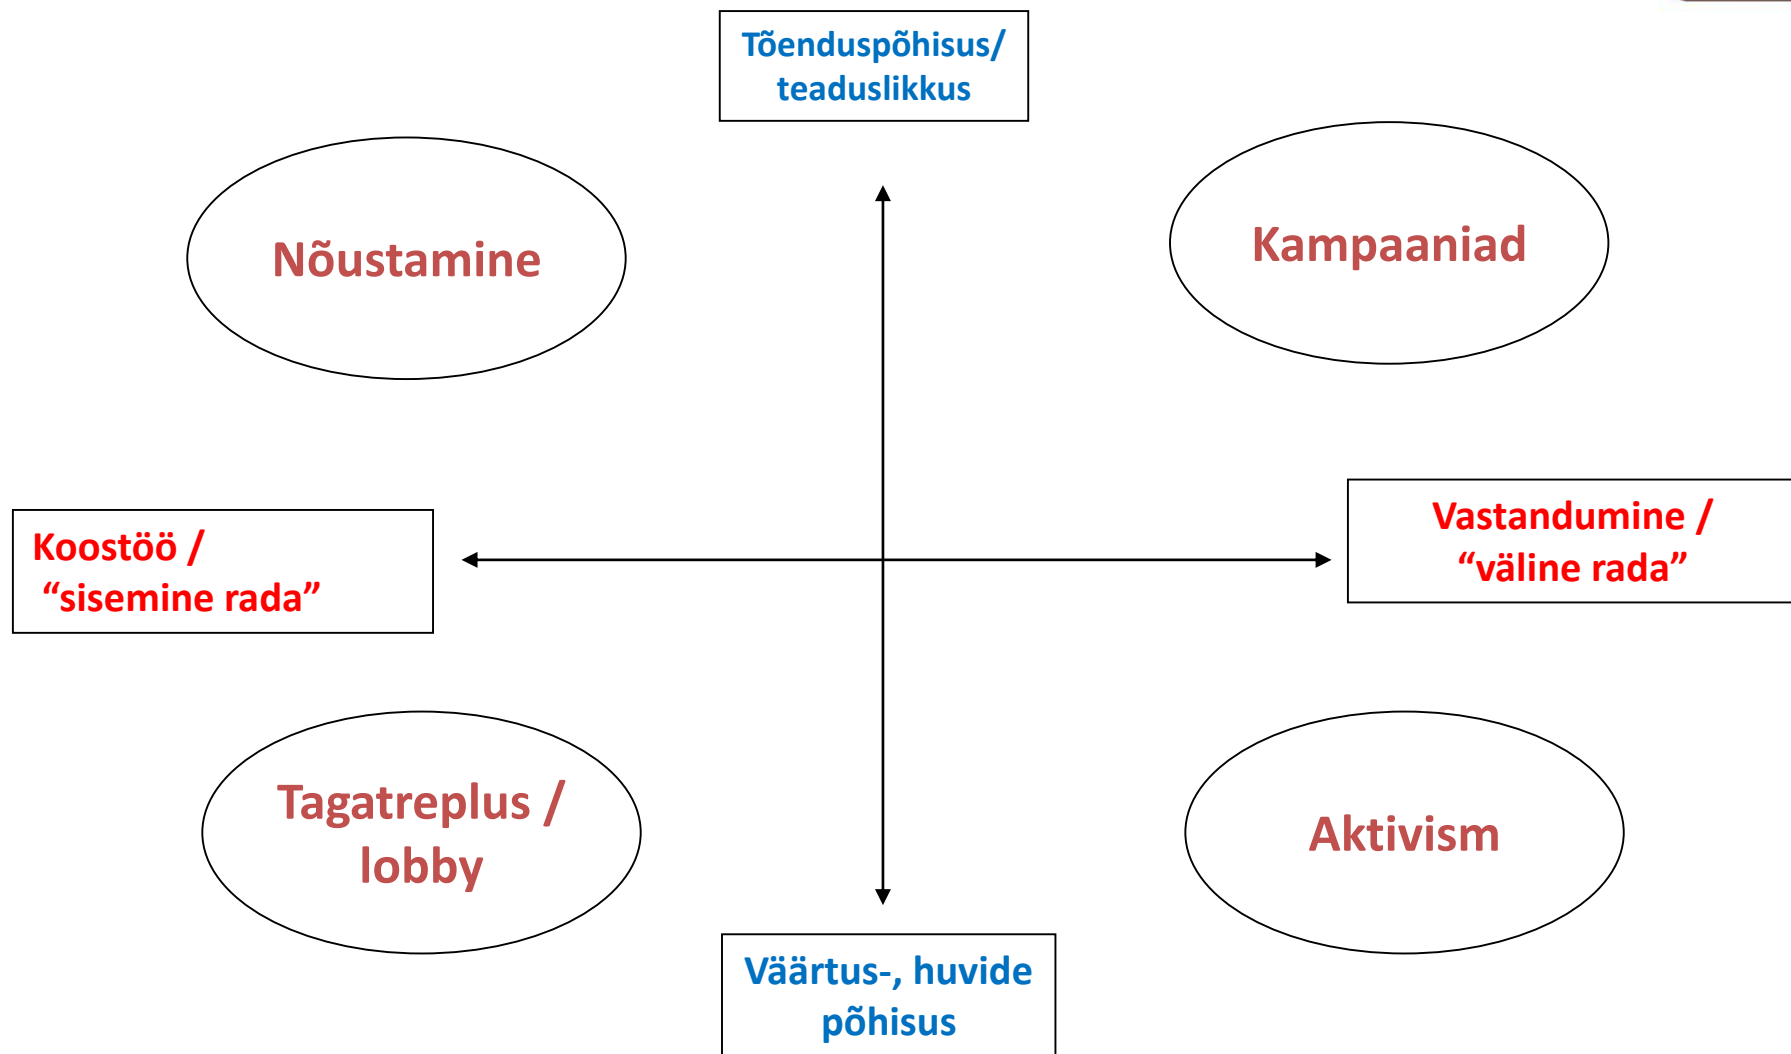 Tõenduspõhisus/
teaduslikkus
Nõustamine
Kampaaniad
Koostöö /
“sisemine rada”
Vastandumine /
“väline rada”
Tagatreplus /
lobby
Aktivism
Väärtus-, huvide
põhisus